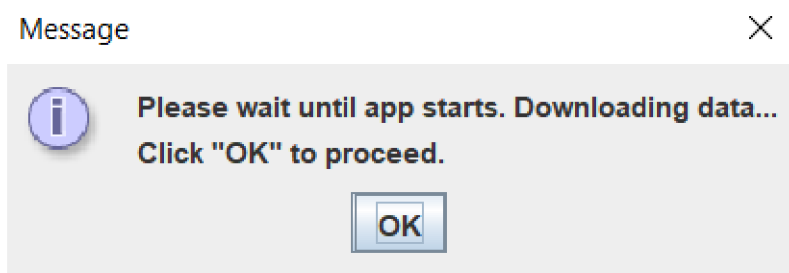 Message
Please wait until app starts. Downloading data...
Click "OK" to proceed.
OK